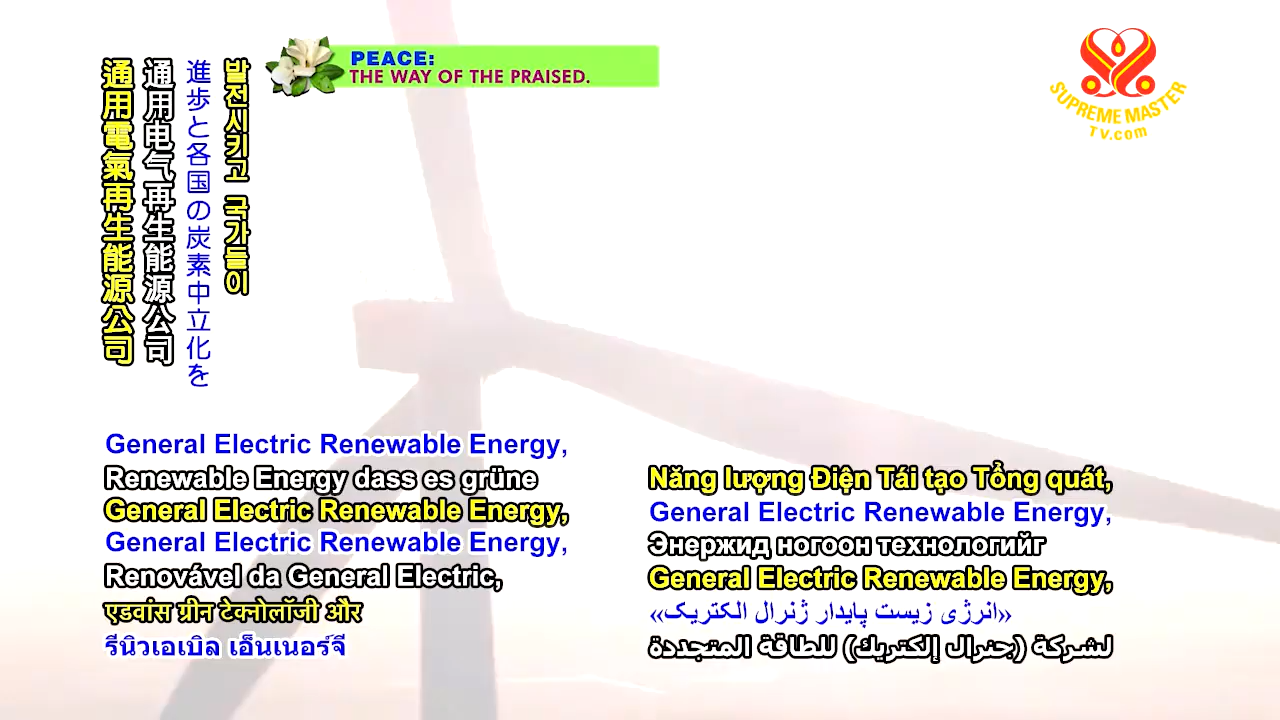 PEACE:
THE WAY OF THE PRAISED.
SUPREME MASTER
TV.com
발전시키고 국가들이
進歩と各国の炭素中立化を
通用电气再生能源公司
通用電氣再生能源公司
General Electric Renewable Energy,
Renewable Energy dass es grüne
General Electric Renewable Energy,
General Electric Renewable Energy,
Renovável da General Electric,
एडवांस ग्रीन टेक्नोलॉजी और
รีนิวเอเบิล เอ็นเนอร์จี
Năng lượng Điện Tái tạo Tổng quát,
General Electric Renewable Energy,
Энержид ногоон технологийг
General Electric Renewable Energy,
«انرژی زیست پایدار ژنرال الکتریک»
لشركة (جنرال إلكتريك) للطاقة المتجددة